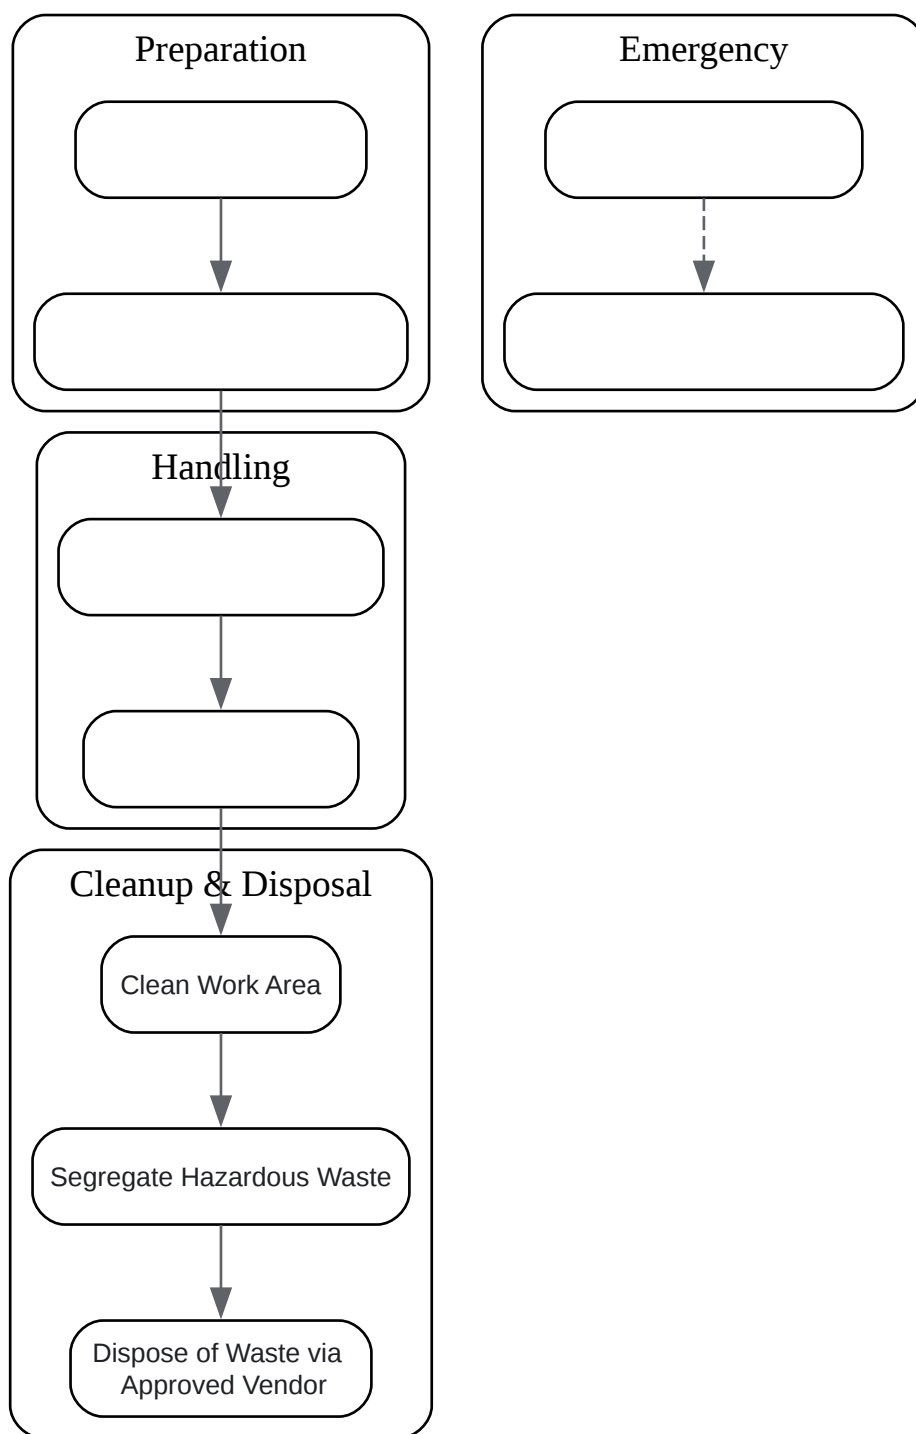 Preparation
Emergency
Handling
Cleanup & Disposal
Clean Work Area
Segregate Hazardous Waste
Dispose of Waste via
Approved Vendor